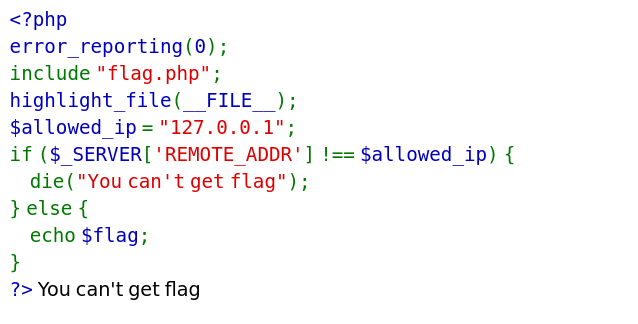 <?php
error_reporting(0);
include "flag.php";
highlight_file(__FILE__);
$allowed_ip = "127.0.0.1";
if ($_SERVER['REMOTE_ADDR'] !== $allowed_ip) {
   die("You can't get flag");
} else {
   echo $flag;
}
?> You can't get flag